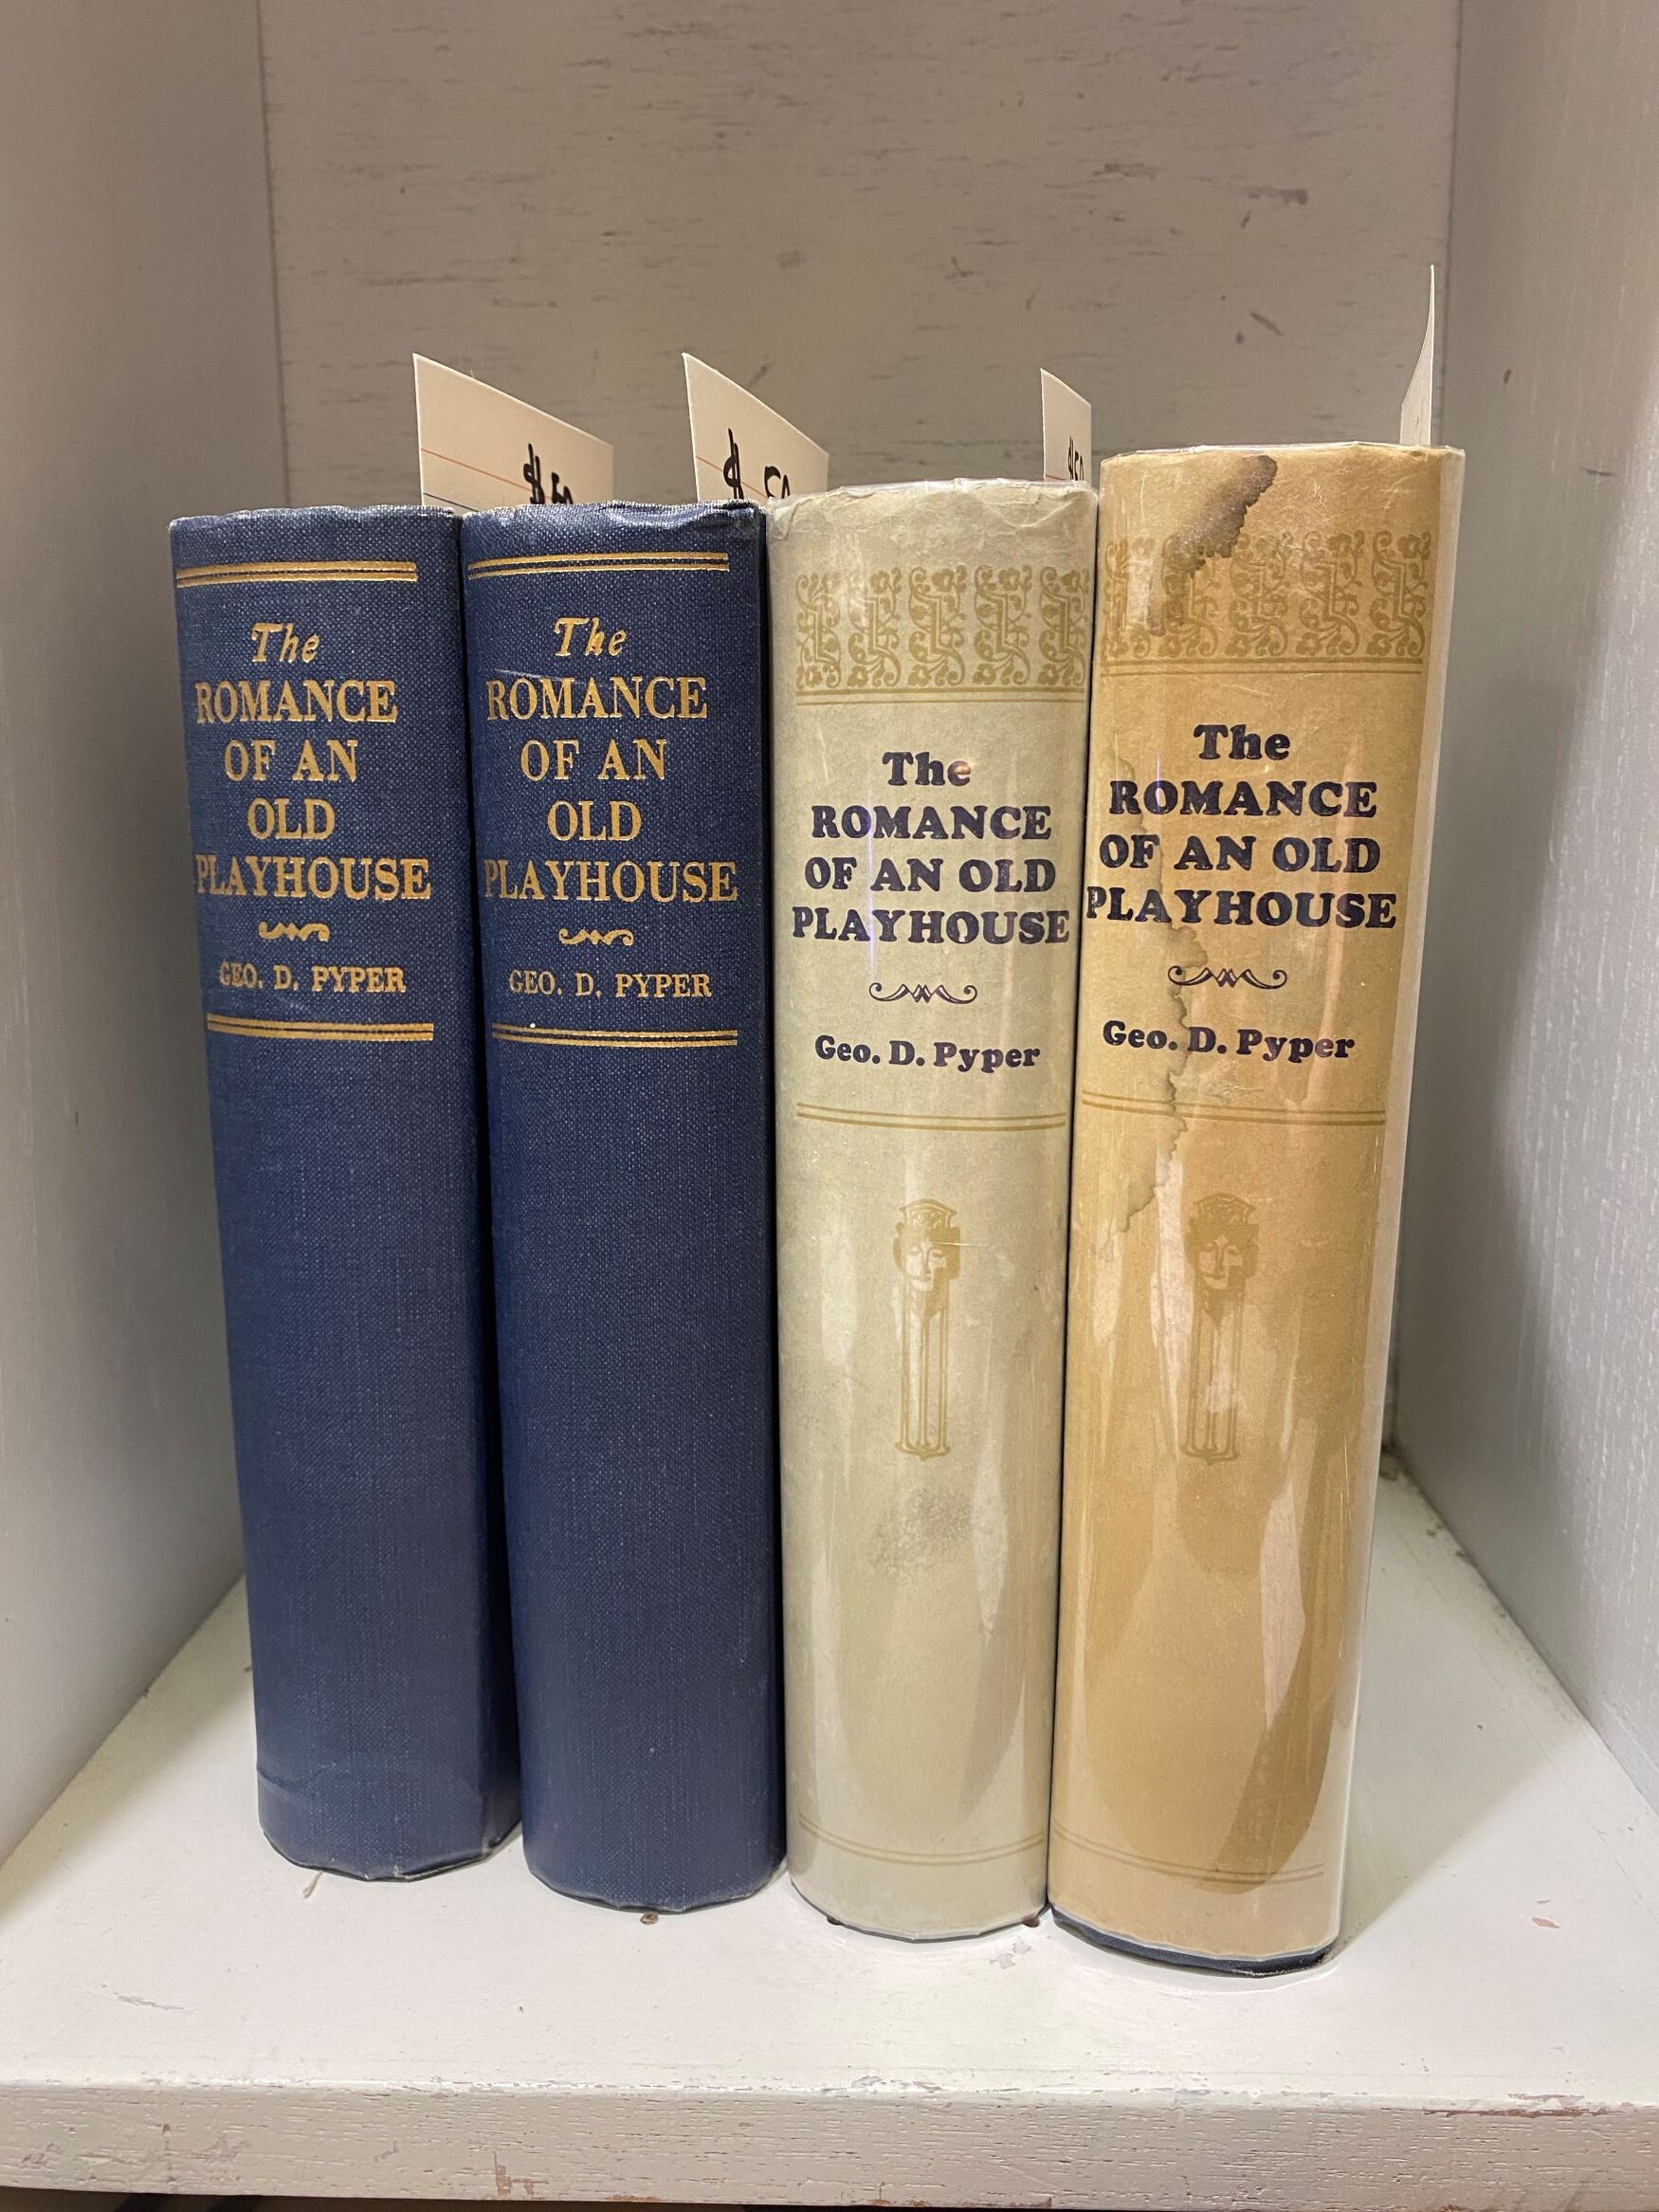 The
ROMANCE
OF AN
OLD
PLAYHOUSE
GEO. D. PYPER
The
ROMANCE
OF AN
OLD
PLAYHOUSE
GEO. D. PYPER
The
ROMANCE
OF AN OLD
PLAYHOUSE
Geo. D. Pyper
The
ROMANCE
OF AN OLD
PLAYHOUSE
Geo. D. Pyper